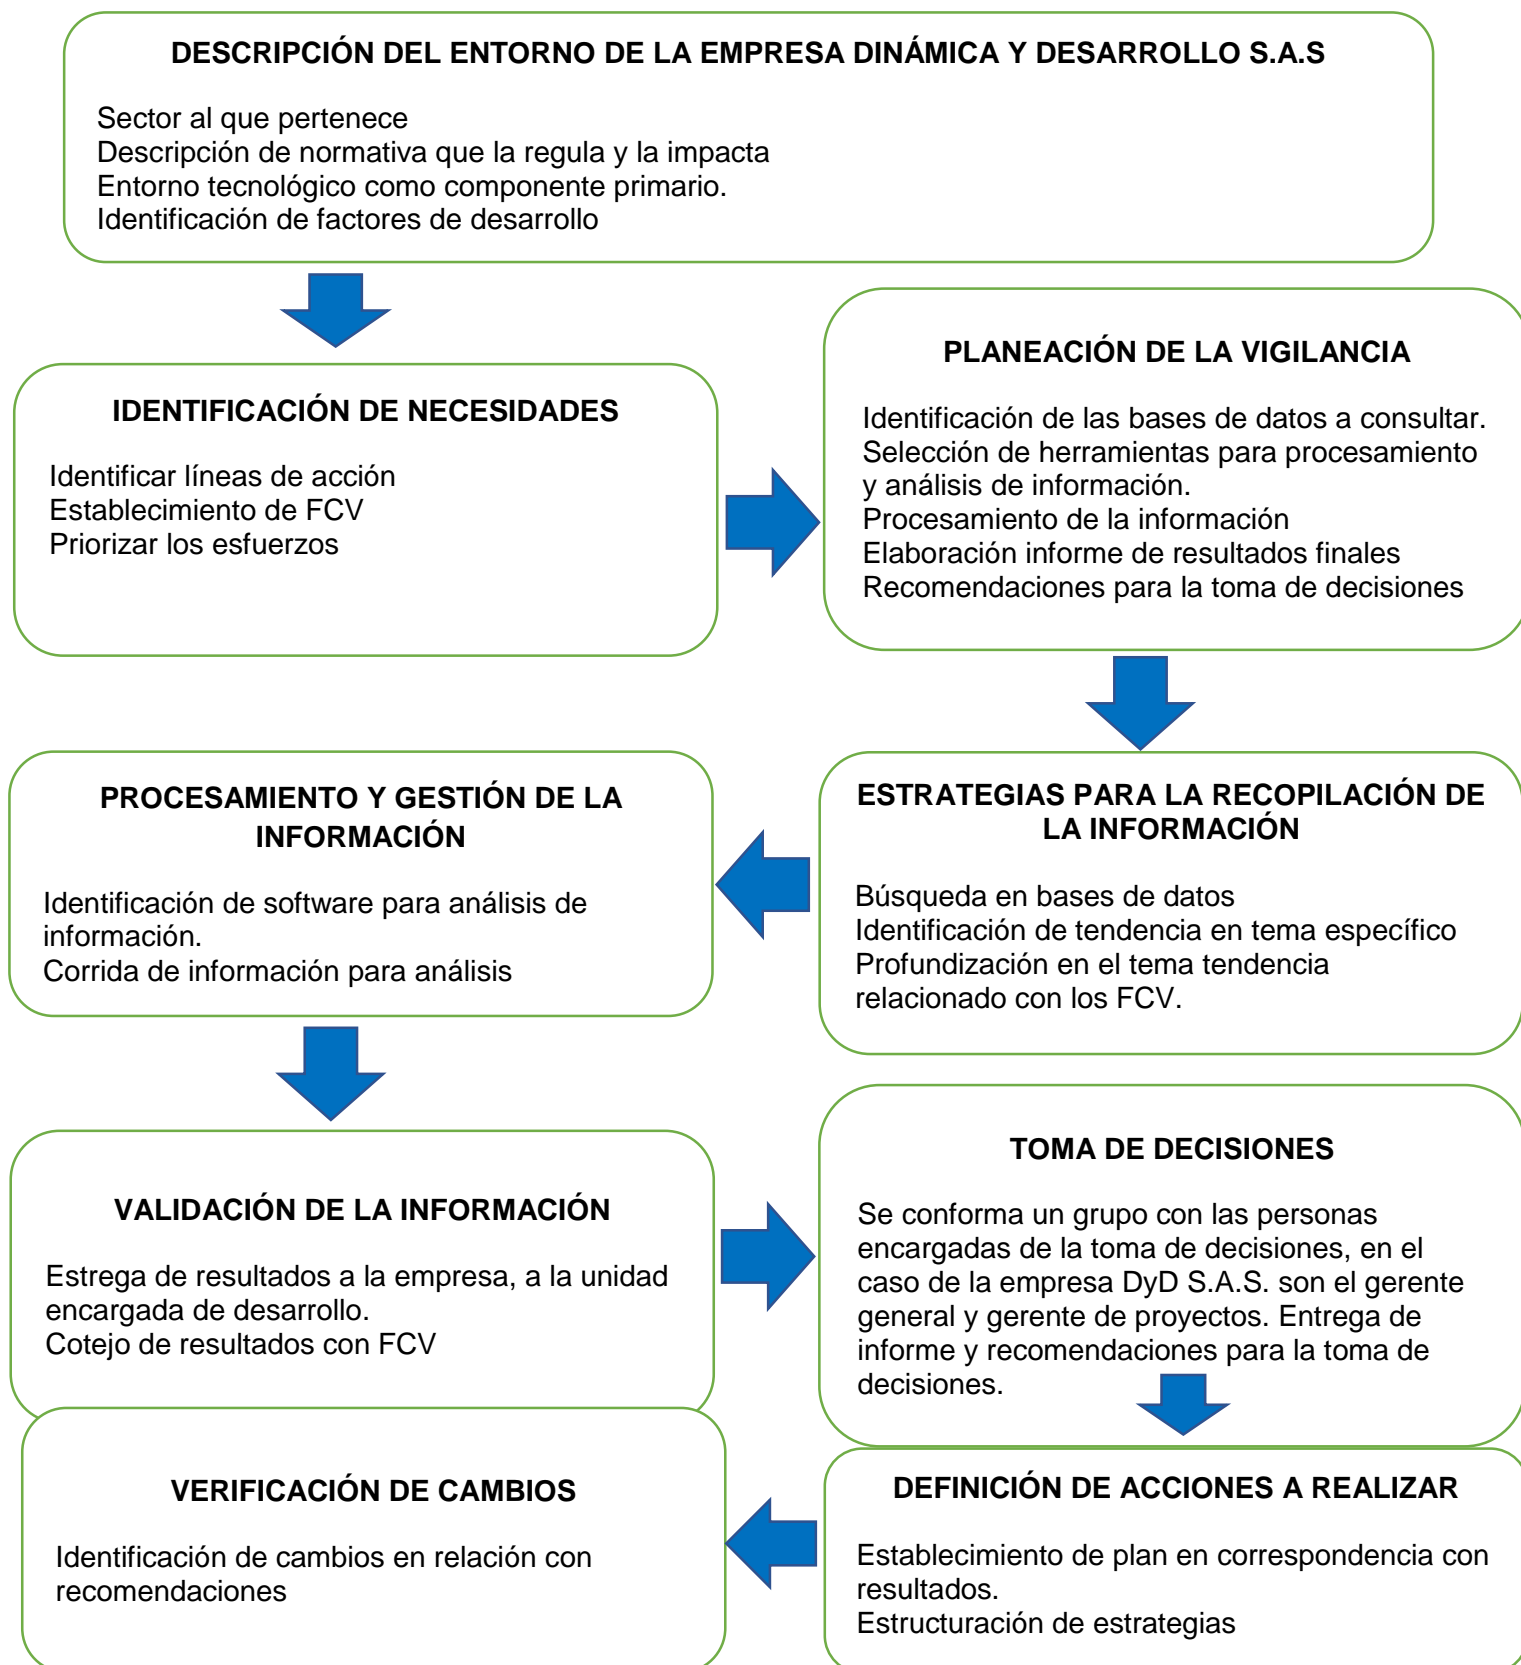 DESCRIPCIÓN DEL ENTORNO DE LA EMPRESA DINÁMICA Y DESARROLLO S.A.S
Sector al que pertenece
Descripción de normativa que la regula y la impacta
Entorno tecnológico como componente primario.
Identificación de factores de desarrollo
IDENTIFICACIÓN DE NECESIDADES
Identificar líneas de acción
Establecimiento de FCV
Priorizar los esfuerzos
PLANEACIÓN DE LA VIGILANCIA
Identificación de las bases de datos a consultar.
Selección de herramientas para procesamiento
y análisis de información.
Procesamiento de la información
Elaboración informe de resultados finales
Recomendaciones para la toma de decisiones
ESTRATEGIAS PARA LA RECOPILACIÓN DE
LA INFORMACIÓN
Búsqueda en bases de datos
Identificación de tendencia en tema específico
Profundización en el tema tendencia
relacionado con los FCV.
PROCESAMIENTO Y GESTIÓN DE LA
INFORMACIÓN
Identificación de software para análisis de
información.
Corrida de información para análisis
VALIDACIÓN DE LA INFORMACIÓN
Estrega de resultados a la empresa, a la unidad
encargada de desarrollo.
Cotejo de resultados con FCV
TOMA DE DECISIONES
Se conforma un grupo con las personas
encargadas de la toma de decisiones, en el
caso de la empresa DyD S.A.S. son el gerente
general y gerente de proyectos. Entrega de
informe y recomendaciones para la toma de
decisiones.
DEFINICIÓN DE ACCIONES A REALIZAR
Establecimiento de plan en correspondencia con
resultados.
Estructuración de estrategias
VERIFICACIÓN DE CAMBIOS
Identificación de cambios en relación con
recomendaciones